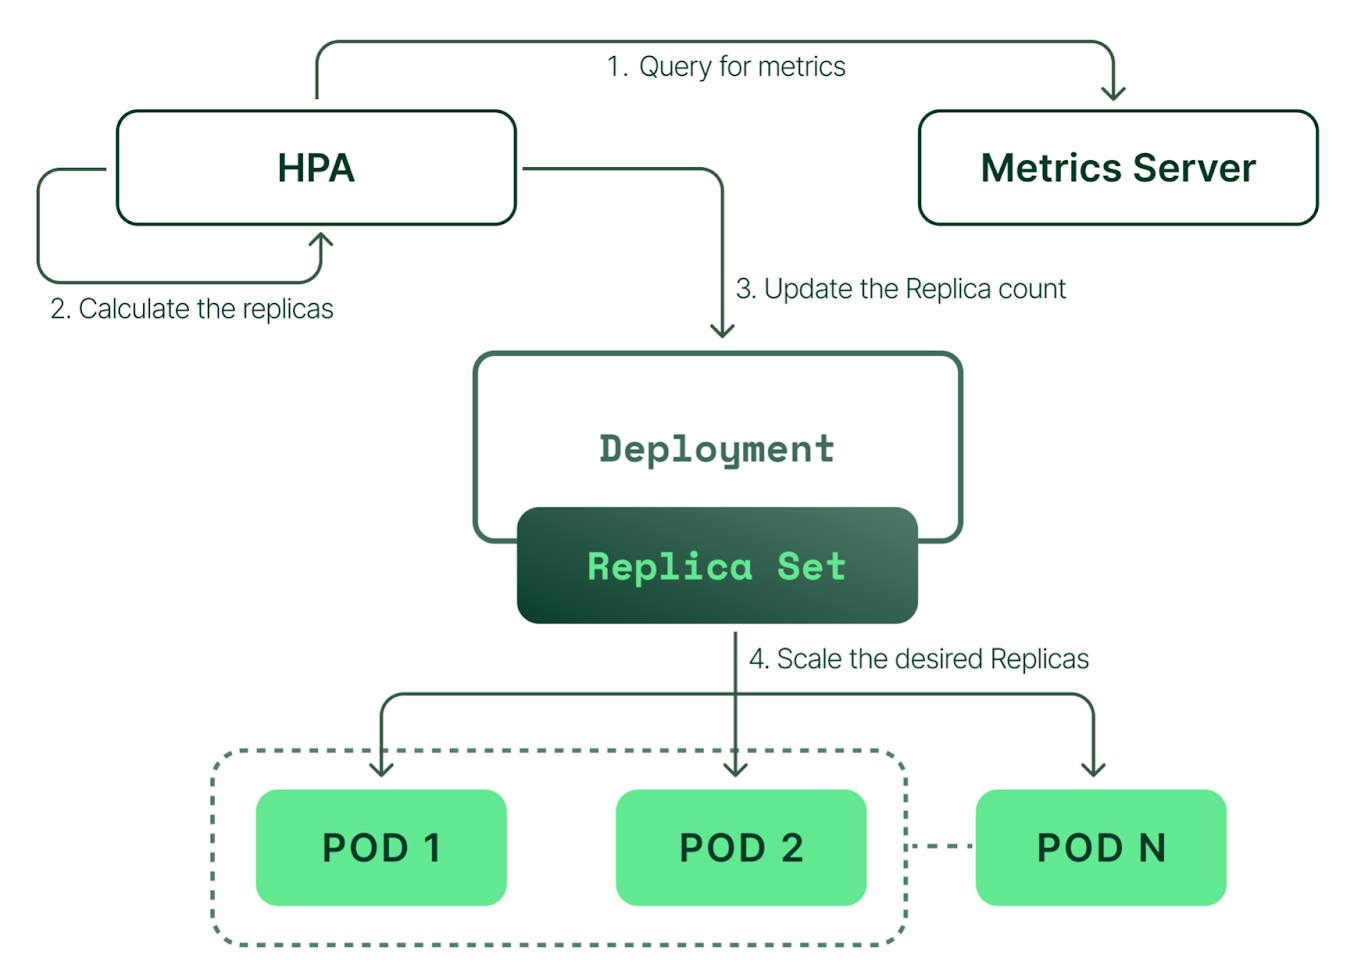 1. Query for metrics
HPA
Metrics Server
2. Calculate the replicas
3. Update the Replica count
Deployment
Replica Set
4. Scale the desired Replicas
POD 1
POD 2
POD N